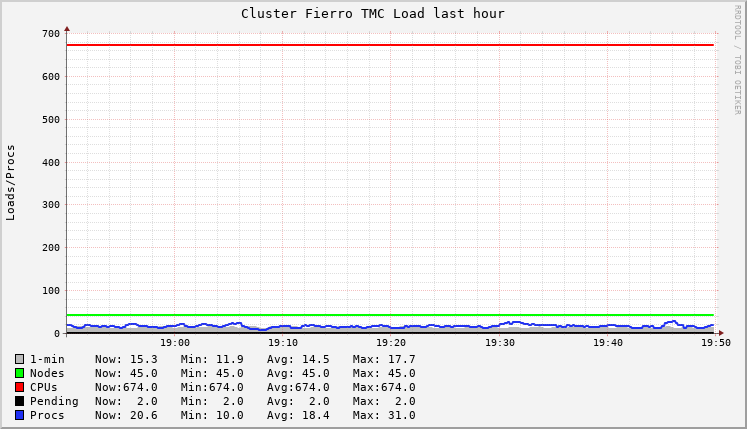 Cluster Fierro TMC Load last hour
RRDTOOL / TOBI OETIKER
Loads/Procs
700
600
500
400
300
200
100
0
19:00 19:10 19:20 19:30 19:40 19:50
1-min Now: 15.3 Min: 11.9 Avg: 14.5 Max: 17.7
Nodes Now: 45.0 Min: 45.0 Avg: 45.0 Max: 45.0
CPUs Now:674.0 Min:674.0 Avg:674.0 Max:674.0
Pending Now: 2.0 Min: 2.0 Avg: 2.0 Max: 2.0
Procs Now: 20.6 Min: 10.0 Avg: 18.4 Max: 31.0